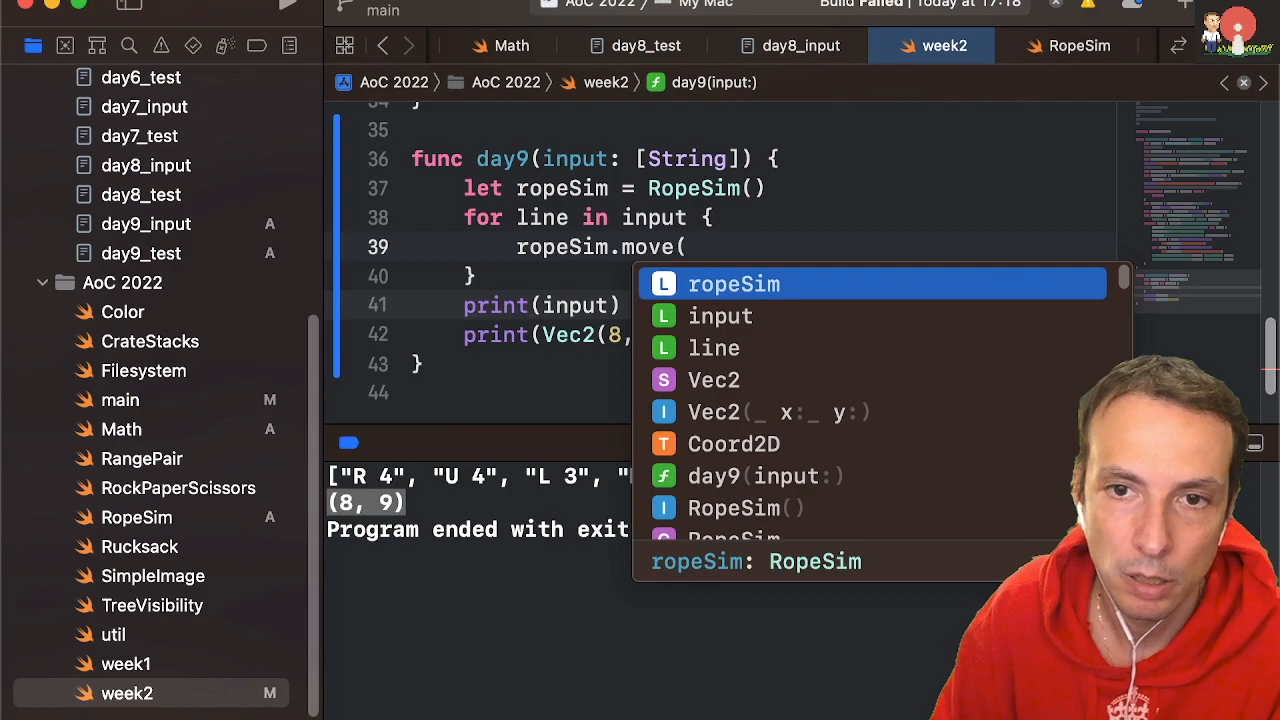 main
AoC 2022
My Mac
Build Failed | Today at 17:18
Math
day8_test
day8_input
week2
RopeSim
AoC 2022
AoC 2022
week2
day9(input:)
day6_test
day7_input
day7_test
day8_input
day8_test
day9_input A
day9_test A
AoC 2022
Color
CrateStacks
Filesystem
main M
Math A
RangePair
RockPaperScissors
RopeSim A
Rucksack
SimpleImage
TreeVisibility
util
week1
week2 M
34 }
35
36 func day9(input: [String]) {
37 let ropeSim = RopeSim()
38 for line in input {
39 ropeSim.move(
40 }
41 print(input)
42 print(Vec2(8,
43 }
44
L ropeSim
L input
L line
S Vec2
I Vec2(_ x:_ y:)
T Coord2D
f day9(input:)
I RopeSim()
RopeSim
ropeSim: RopeSim
["R 4", "U 4", "L 3",
(8, 9)
Program ended with exit